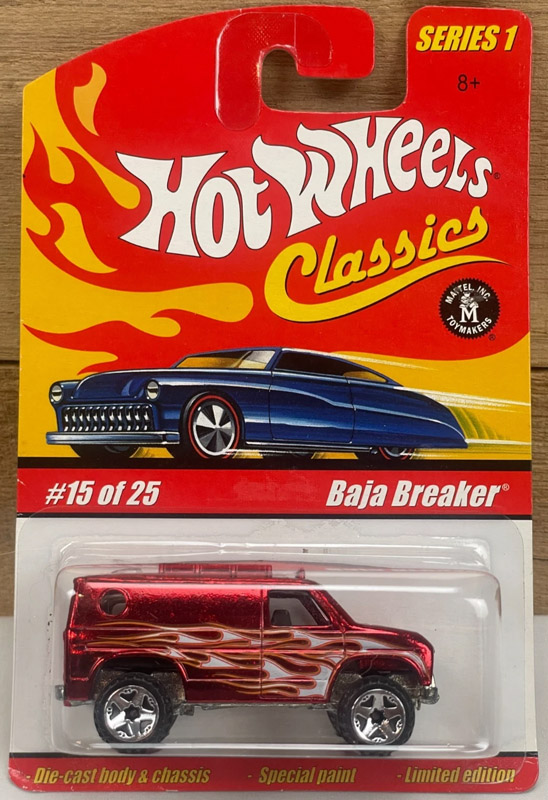 SERIES 1
8+
HOT WHEELS®
Classics
MATTEL, INC.
M
TOYMAKERS®
#15 of 25
Baja Breaker®
- Die-cast body & chassis - Special paint - Limited edition